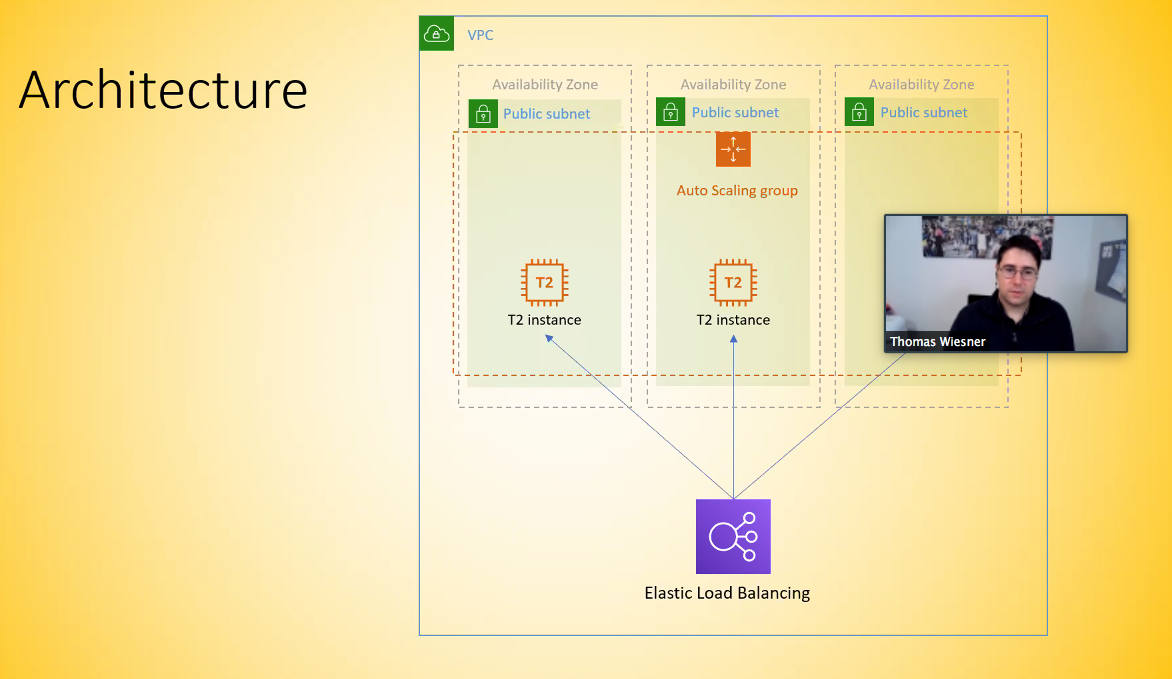 Architecture
VPC
Availability Zone
Availability Zone
Availability Zone
Public subnet
Public subnet
Public subnet
Auto Scaling group
T2
T2
T2 instance
T2 instance
Thomas Wiesner
Elastic Load Balancing